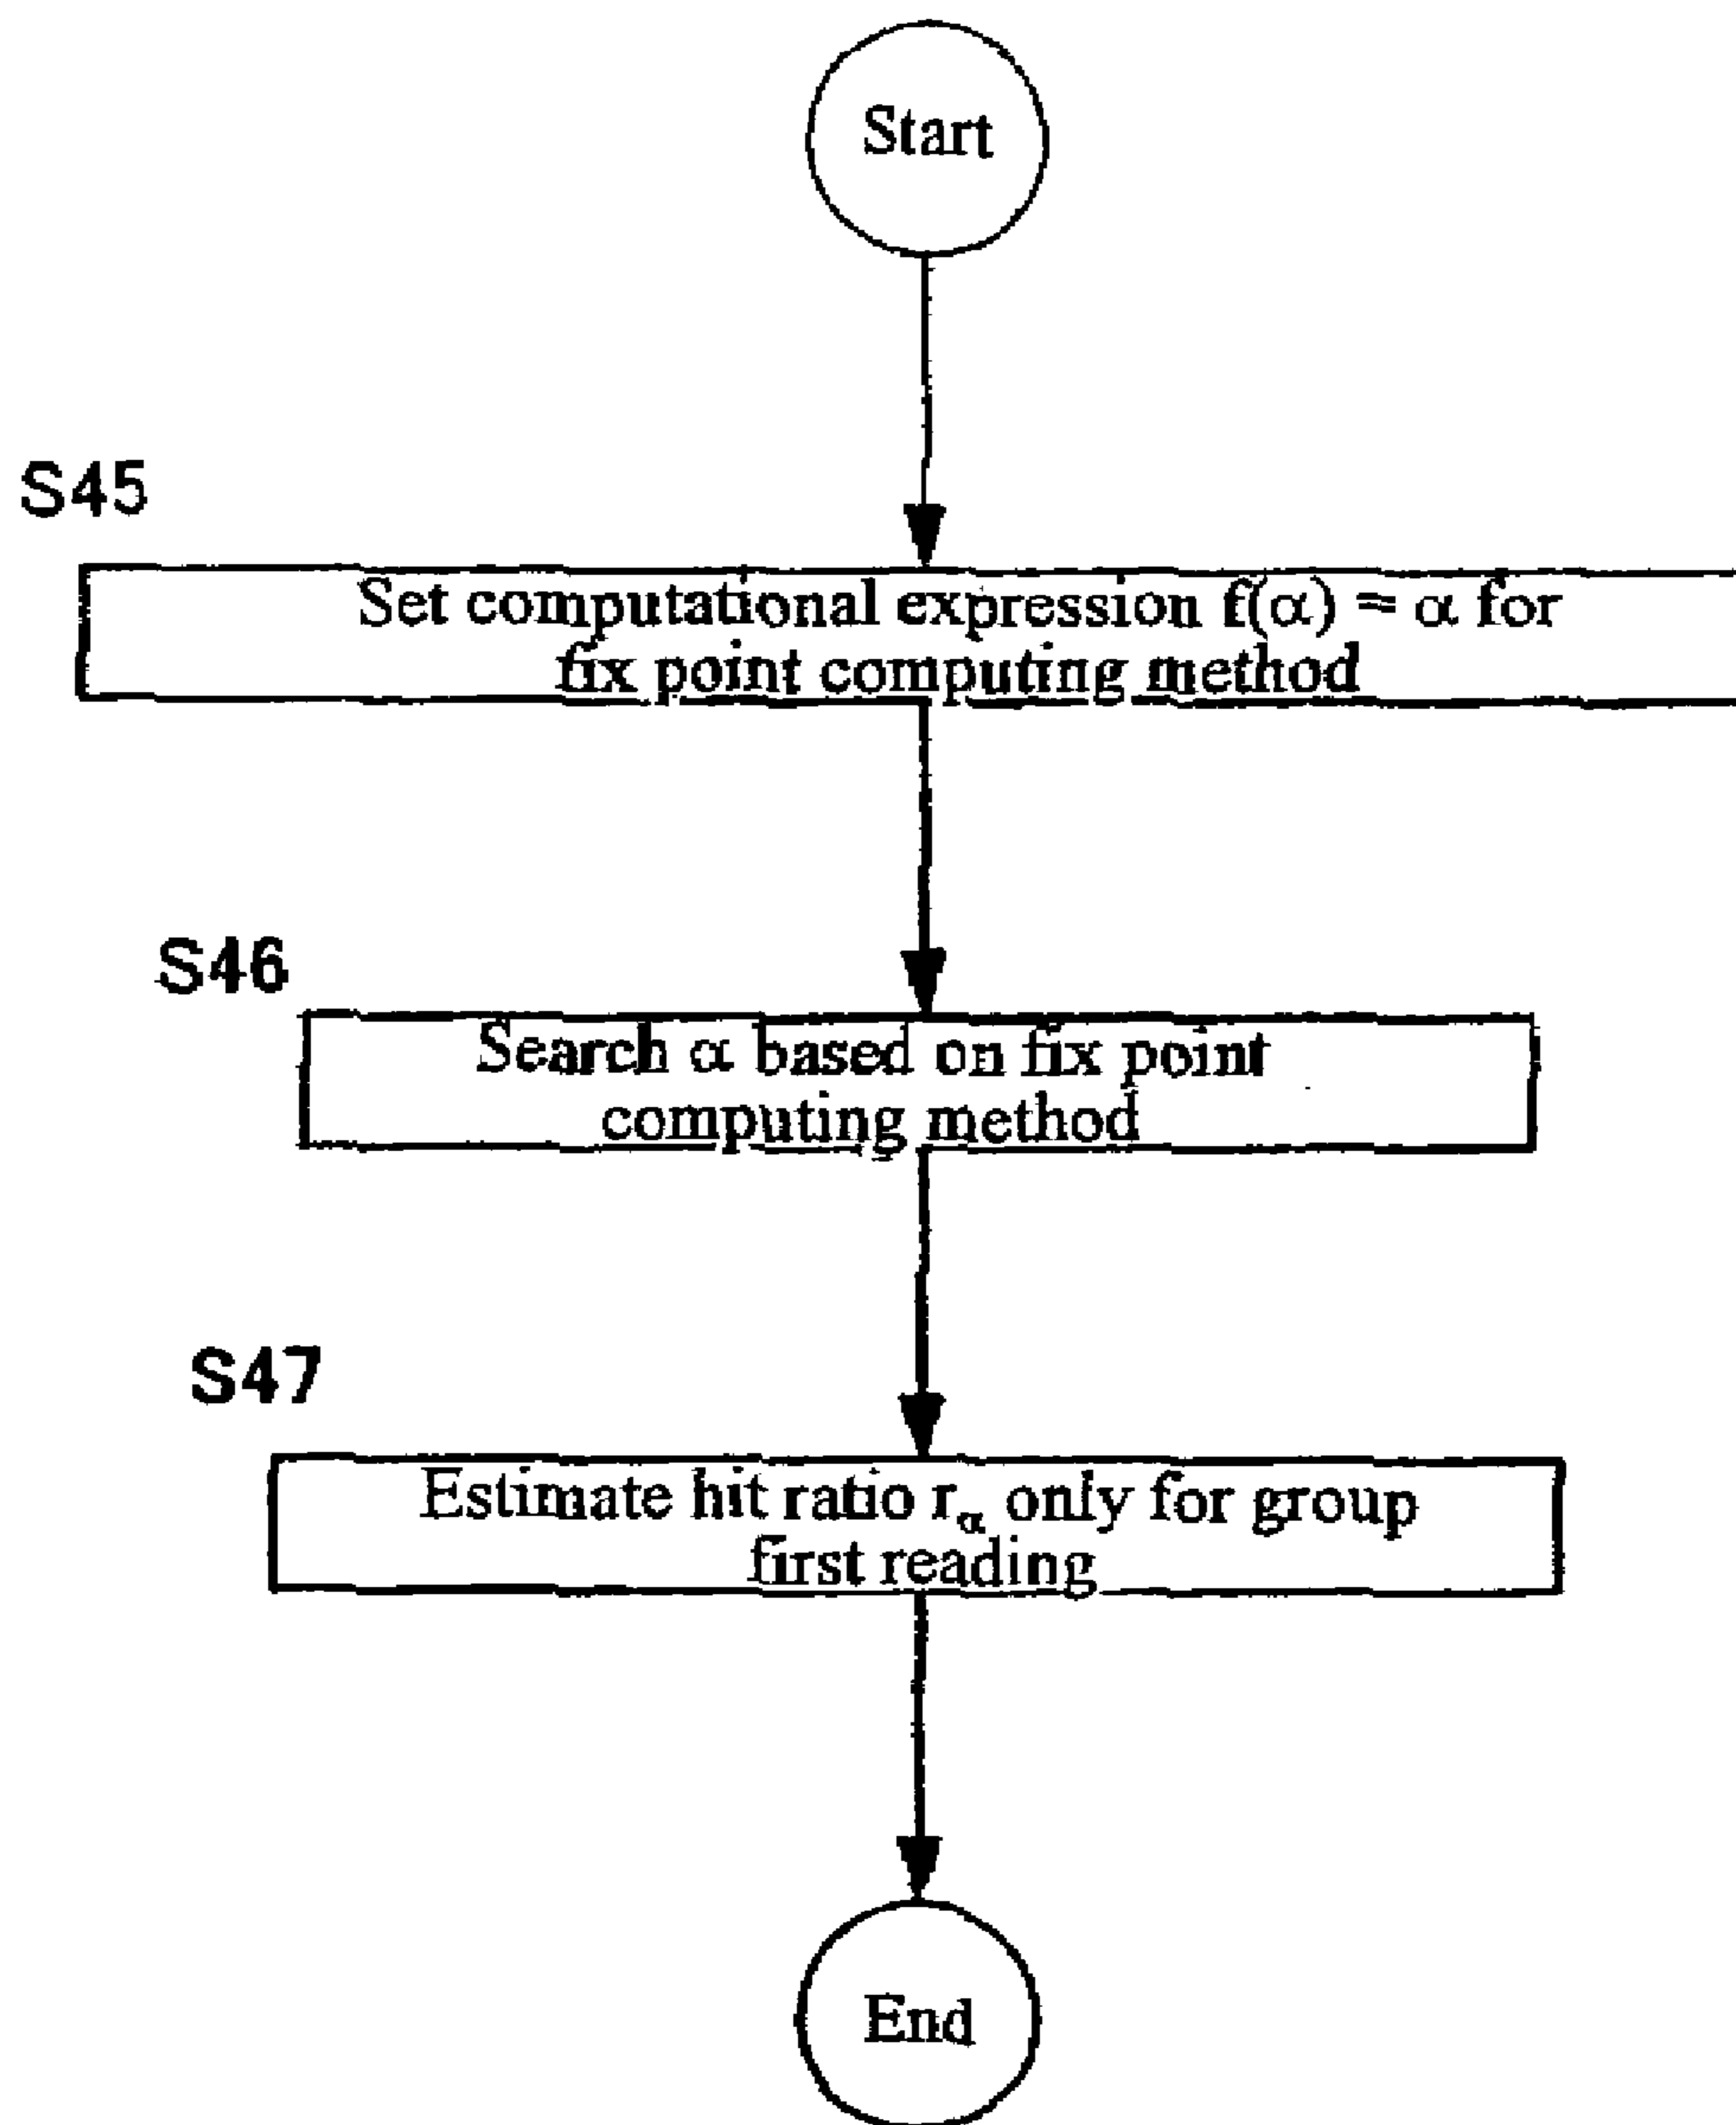 Start
S45
Set computational expression f(α) = α for
fix point computing method
S46
Search α based on fix point
computing method
S47
Estimate hit ratio rα only for group
first reading
End